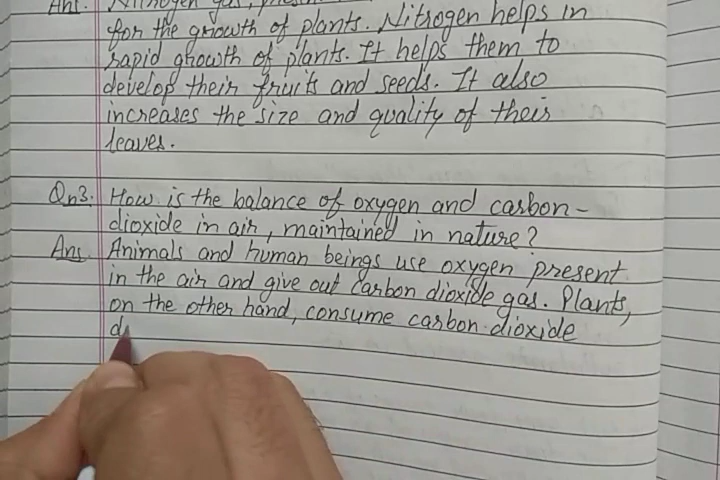 Ans. Nitrogen gas,
for the growth of plants. Nitrogen helps in
rapid growth of plants. It helps them to
develop their fruits and seeds. It also
increases the size and quality of their
leaves.
Qn3. How is the balance of oxygen and carbon-
dioxide in air, maintained in nature?
Ans. Animals and human beings use oxygen present
in the air and give out carbon dioxide gas. Plants,
on the other hand, consume carbon-dioxide
d